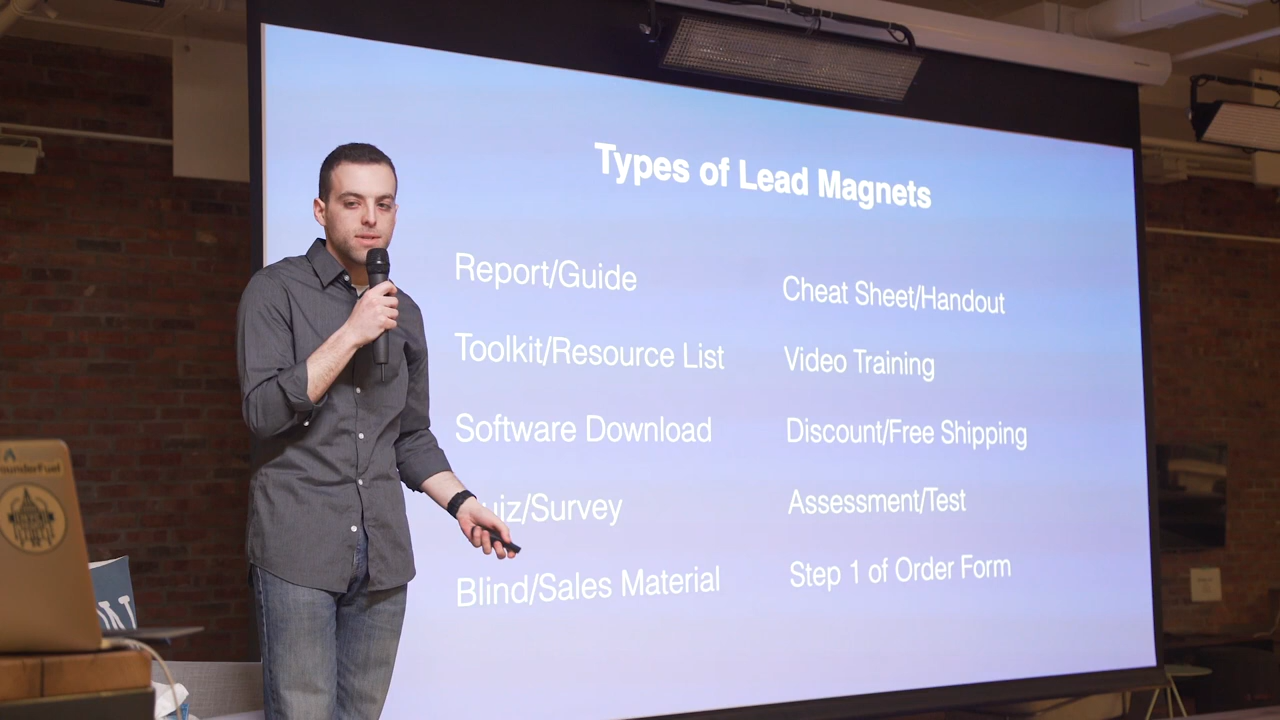 Types of Lead Magnets
Report/Guide
Toolkit/Resource List
Software Download
uiz/Survey
Blind/Sales Material
Cheat Sheet/Handout
Video Training
Discount/Free Shipping
Assessment/Test
Step 1 of Order Form
ounderFuel